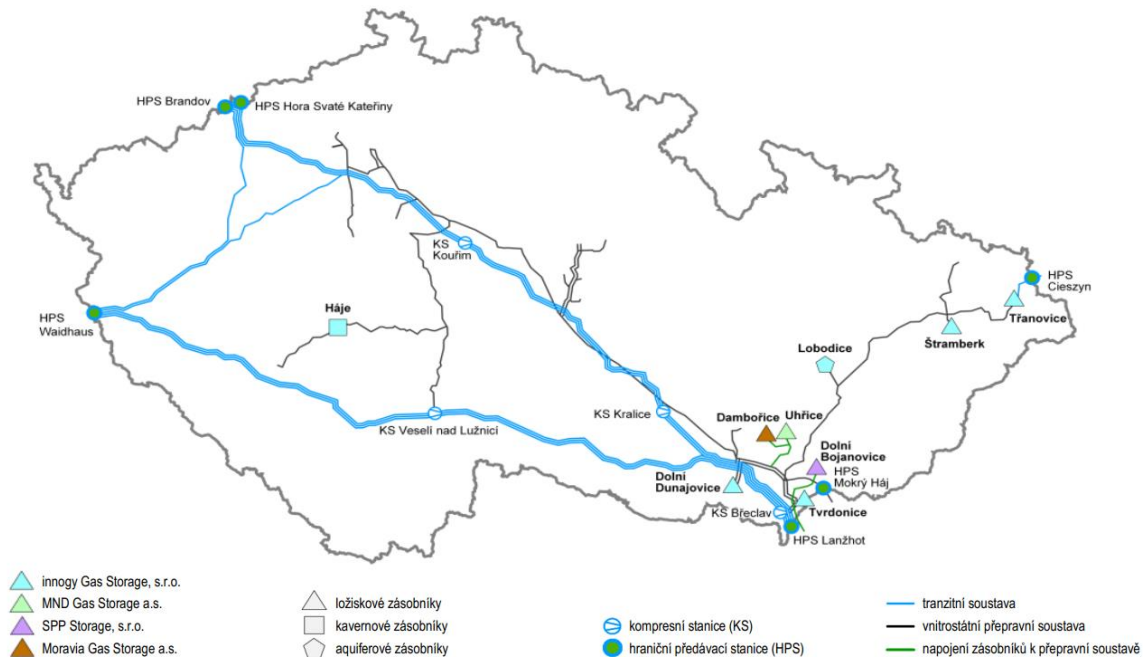 HPS Brandov
HPS Hora Svaté Kateřiny
KS
Kouřim
HPS
Cieszyn
Třanovice
HPS
Waidhaus
Háje
Štramberk
Lobodice
KS Kralice
Dambořice
Uhřice
KS Veselí nad Lužnicí
Dolní
Bojanovice
HPS
Mokrý Háj
Dolní
Dunajovice
KS Břeclav
Tvrdonice
HPS Lanžhot
innogy Gas Storage, s.r.o.
MND Gas Storage a.s.
SPP Storage, s.r.o.
Moravia Gas Storage a.s.
ložiskové zásobníky
kavernové zásobníky
aquiferové zásobníky
kompresní stanice (KS)
hraniční předávací stanice (HPS)
tranzitní soustava
vnitrostátní přepravní soustava
napojení zásobníků k přepravní soustavě